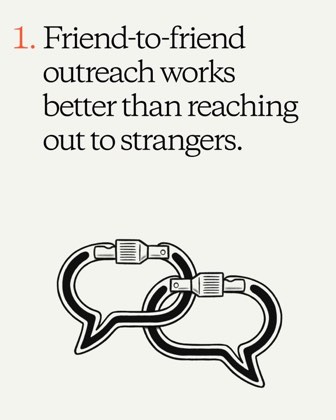 1. Friend-to-friend
outreach works
better than reaching
out to strangers.